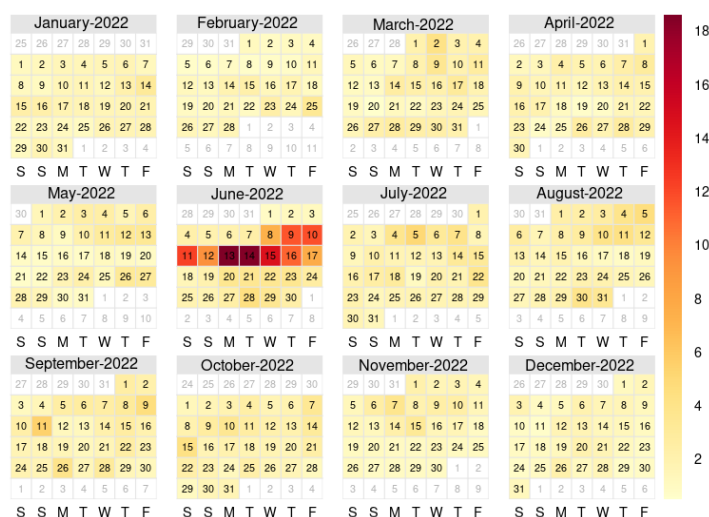 January-2022
25 26 27 28 29 30 31
1 2 3 4 5 6 7
8 9 10 11 12 13 14
15 16 17 18 19 20 21
22 23 24 25 26 27 28
29 30 31 1 2 3 4
S S M T W T F
February-2022
29 30 31 1 2 3 4
5 6 7 8 9 10 11
12 13 14 15 16 17 18
19 20 21 22 23 24 25
26 27 28 1 2 3 4
5 6 7 8 9 10 11
S S M T W T F
March-2022
26 27 28 1 2 3 4
5 6 7 8 9 10 11
12 13 14 15 16 17 18
19 20 21 22 23 24 25
26 27 28 29 30 31 1
2 3 4 5 6 7 8
S S M T W T F
April-2022
26 27 28 29 30 31 1
2 3 4 5 6 7 8
9 10 11 12 13 14 15
16 17 18 19 20 21 22
23 24 25 26 27 28 29
30 1 2 3 4 5 6
S S M T W T F
May-2022
30 1 2 3 4 5 6
7 8 9 10 11 12 13
14 15 16 17 18 19 20
21 22 23 24 25 26 27
28 29 30 31 1 2 3
4 5 6 7 8 9 10
S S M T W T F
June-2022
28 29 30 31 1 2 3
4 5 6 7 8 9 10
11 12 13 14 15 16 17
18 19 20 21 22 23 24
25 26 27 28 29 30 1
2 3 4 5 6 7 8
S S M T W T F
July-2022
25 26 27 28 29 30 1
2 3 4 5 6 7 8
9 10 11 12 13 14 15
16 17 18 19 20 21 22
23 24 25 26 27 28 29
30 31 1 2 3 4 5
S S M T W T F
August-2022
30 31 1 2 3 4 5
6 7 8 9 10 11 12
13 14 15 16 17 18 19
20 21 22 23 24 25 26
27 28 29 30 31 1 2
3 4 5 6 7 8 9
S S M T W T F
September-2022
27 28 29 30 31 1 2
3 4 5 6 7 8 9
10 11 12 13 14 15 16
17 18 19 20 21 22 23
24 25 26 27 28 29 30
1 2 3 4 5 6 7
S S M T W T F
October-2022
24 25 26 27 28 29 30
1 2 3 4 5 6 7
8 9 10 11 12 13 14
15 16 17 18 19 20 21
22 23 24 25 26 27 28
29 30 31 1 2 3 4
S S M T W T F
November-2022
29 30 31 1 2 3 4
5 6 7 8 9 10 11
12 13 14 15 16 17 18
19 20 21 22 23 24 25
26 27 28 29 30 1 2
3 4 5 6 7 8 9
S S M T W T F
December-2022
26 27 28 29 30 1 2
3 4 5 6 7 8 9
10 11 12 13 14 15 16
17 18 19 20 21 22 23
24 25 26 27 28 29 30
31 1 2 3 4 5 6
S S M T W T F
18
16
14
12
10
8
6
4
2